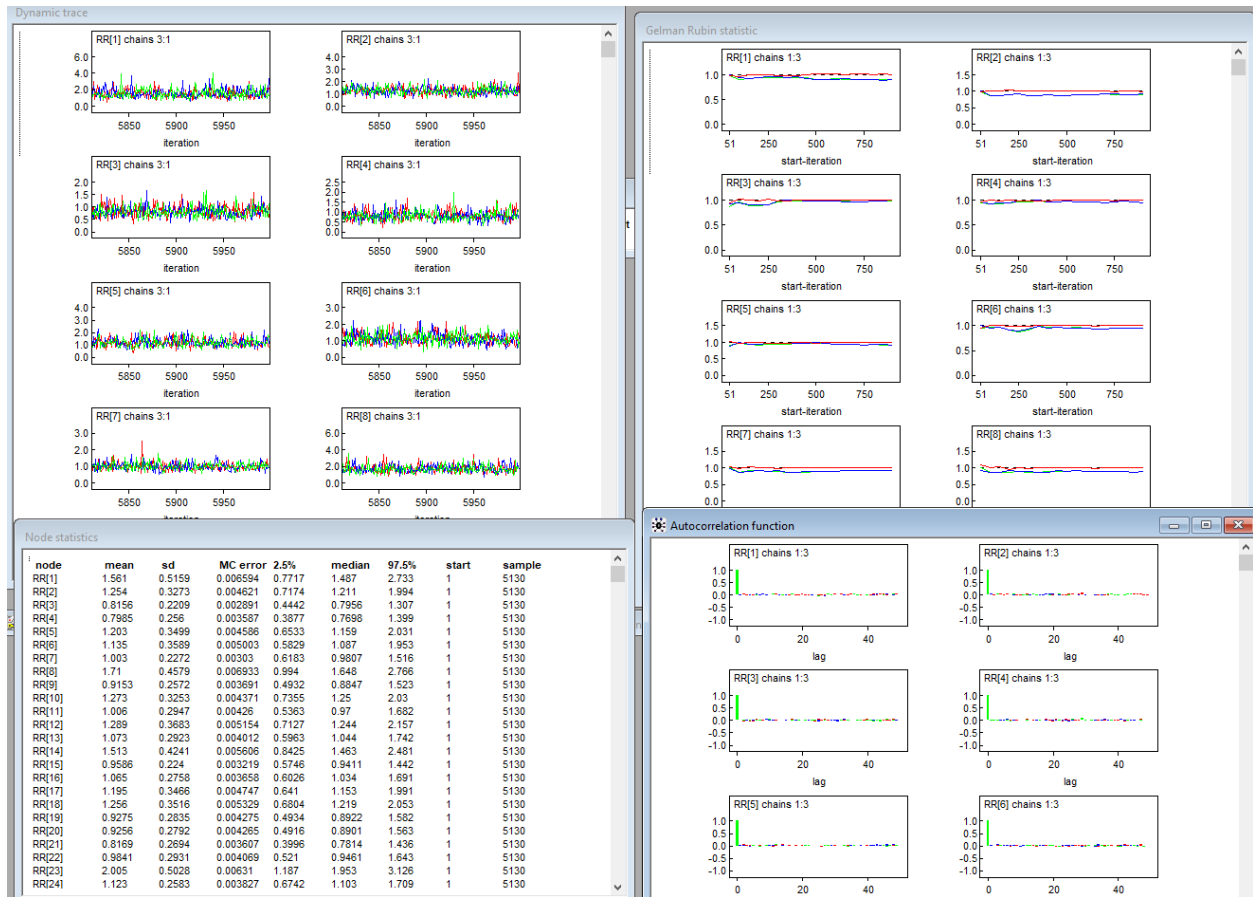 Dynamic trace
RR[1] chains 3:1
6.0
4.0
2.0
0.0
5850 5900 5950
iteration
RR[2] chains 3:1
4.0
3.0
2.0
1.0
0.0
5850 5900 5950
iteration
RR[3] chains 3:1
2.0
1.5
1.0
0.5
0.0
5850 5900 5950
iteration
RR[4] chains 3:1
2.5
2.0
1.5
1.0
0.5
0.0
5850 5900 5950
iteration
RR[5] chains 3:1
4.0
3.0
2.0
1.0
0.0
5850 5900 5950
iteration
RR[6] chains 3:1
3.0
2.0
1.0
0.0
5850 5900 5950
iteration
RR[7] chains 3:1
3.0
2.0
1.0
0.0
5850 5900 5950
iteration
RR[8] chains 3:1
6.0
4.0
2.0
0.0
5850 5900 5950
iteration
Gelman Rubin statistic
RR[1] chains 1:3
1.0
0.5
0.0
51 250 500 750
start-iteration
RR[2] chains 1:3
1.5
1.0
0.5
0.0
51 250 500 750
start-iteration
RR[3] chains 1:3
1.0
0.5
0.0
51 250 500 750
start-iteration
RR[4] chains 1:3
1.0
0.5
0.0
51 250 500 750
start-iteration
RR[5] chains 1:3
1.5
1.0
0.5
0.0
51 250 500 750
start-iteration
RR[6] chains 1:3
1.0
0.5
0.0
51 250 500 750
start-iteration
RR[7] chains 1:3
1.5
1.0
0.5
0.0
RR[8] chains 1:3
1.5
1.0
0.5
0.0
Node statistics
node mean sd MC error 2.5% median 97.5% start sample
RR[1] 1.561 0.5159 0.006594 0.7717 1.487 2.733 1 5130
RR[2] 1.254 0.3273 0.004621 0.7174 1.211 1.994 1 5130
RR[3] 0.8156 0.2209 0.002891 0.4442 0.7956 1.307 1 5130
RR[4] 0.7985 0.256 0.003587 0.3877 0.7698 1.399 1 5130
RR[5] 1.203 0.3499 0.004586 0.6533 1.159 2.031 1 5130
RR[6] 1.135 0.3589 0.005003 0.5829 1.087 1.953 1 5130
RR[7] 1.003 0.2272 0.00303 0.6183 0.9807 1.516 1 5130
RR[8] 1.71 0.4579 0.006933 0.994 1.648 2.766 1 5130
RR[9] 0.9153 0.2572 0.003691 0.4932 0.8847 1.523 1 5130
RR[10] 1.273 0.3253 0.004371 0.7355 1.25 2.03 1 5130
RR[11] 1.006 0.2947 0.00426 0.5363 0.97 1.682 1 5130
RR[12] 1.289 0.3683 0.005154 0.7127 1.244 2.157 1 5130
RR[13] 1.073 0.2923 0.004012 0.5963 1.044 1.742 1 5130
RR[14] 1.513 0.4241 0.005606 0.8425 1.463 2.481 1 5130
RR[15] 0.9586 0.224 0.003219 0.5746 0.9411 1.442 1 5130
RR[16] 1.065 0.2758 0.003658 0.6026 1.034 1.691 1 5130
RR[17] 1.195 0.3466 0.004747 0.641 1.153 1.991 1 5130
RR[18] 1.256 0.3516 0.005329 0.6804 1.219 2.053 1 5130
RR[19] 0.9275 0.2835 0.004275 0.4934 0.8922 1.582 1 5130
RR[20] 0.9256 0.2792 0.004265 0.4916 0.8901 1.563 1 5130
RR[21] 0.8169 0.2694 0.003607 0.3996 0.7814 1.436 1 5130
RR[22] 0.9841 0.2931 0.004069 0.521 0.9461 1.643 1 5130
RR[23] 2.005 0.5028 0.00631 1.187 1.953 3.126 1 5130
RR[24] 1.123 0.2583 0.003827 0.6742 1.103 1.709 1 5130
Autocorrelation function
RR[1] chains 1:3
1.0
0.5
0.0
-0.5
-1.0
0 20 40
lag
RR[2] chains 1:3
1.0
0.5
0.0
-0.5
-1.0
0 20 40
lag
RR[3] chains 1:3
1.0
0.5
0.0
-0.5
-1.0
0 20 40
lag
RR[4] chains 1:3
1.0
0.5
0.0
-0.5
-1.0
0 20 40
lag
RR[5] chains 1:3
1.0
0.5
0.0
-0.5
-1.0
0 20 40
RR[6] chains 1:3
1.0
0.5
0.0
-0.5
-1.0
0 20 40